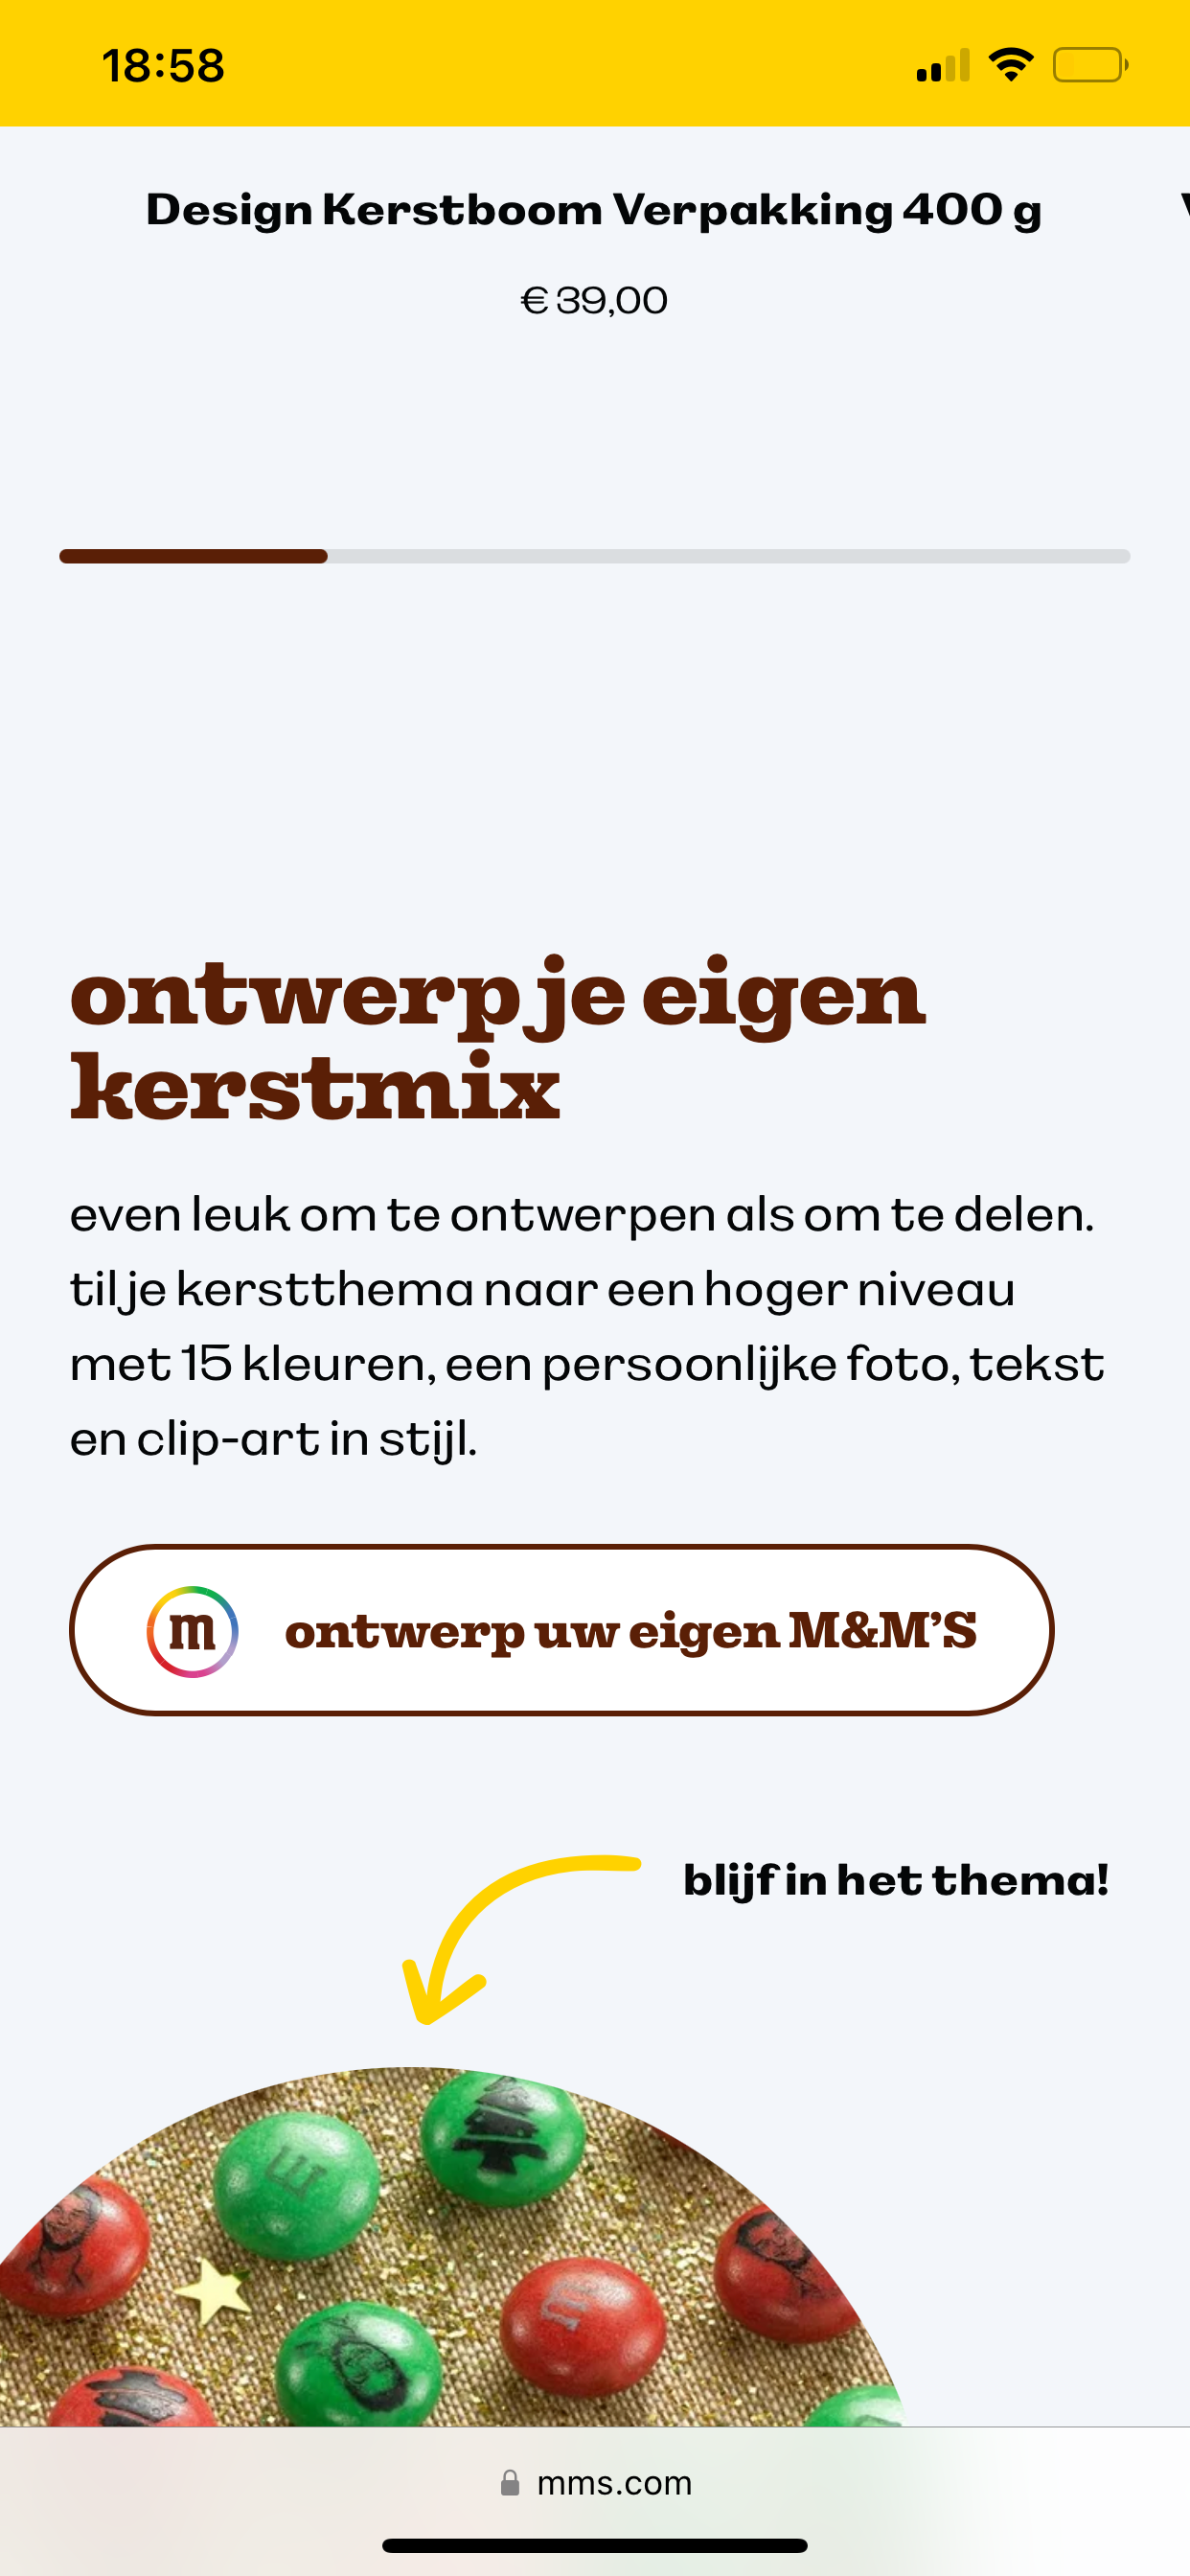 18:58
Design Kerstboom Verpakking 400 g
€ 39,00
ontwerp je eigen
kerstmix
even leuk om te ontwerpen als om te delen.
til je kerstthema naar een hoger niveau
met 15 kleuren, een persoonlijke foto, tekst
en clip-art in stijl.
m ontwerp uw eigen M&M'S
blijf in het thema!
m
m
mms.com